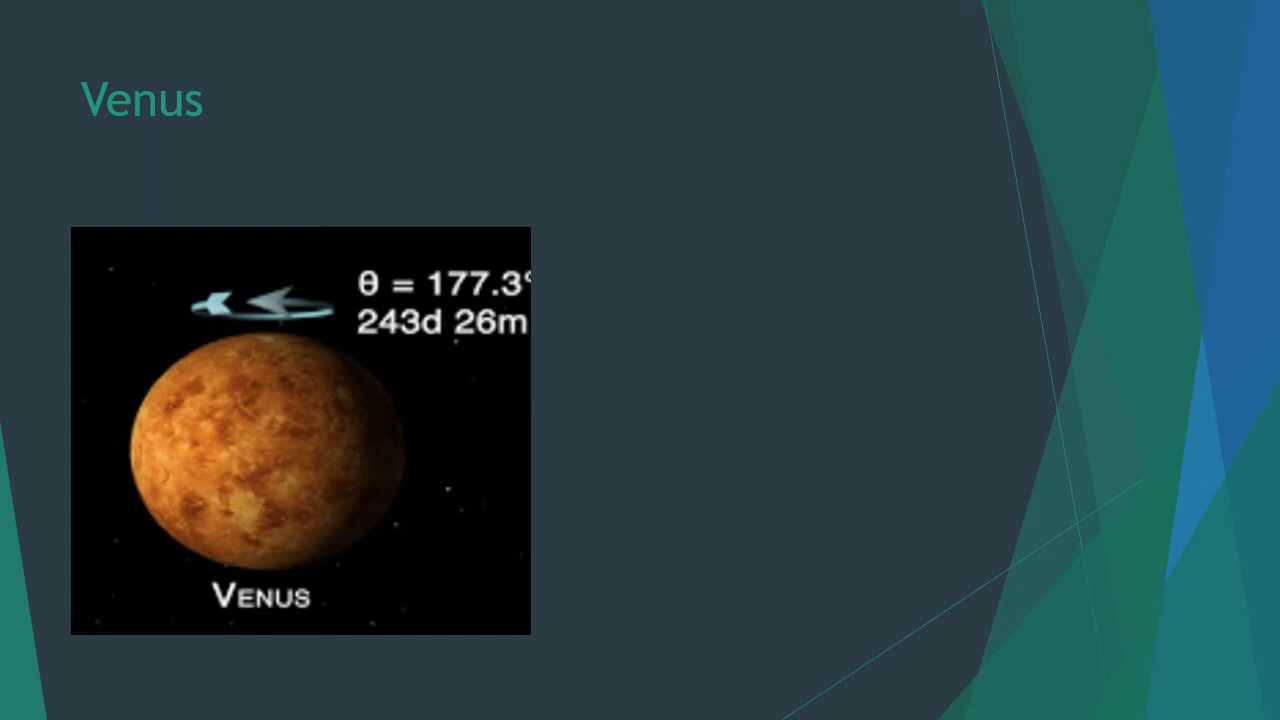 Venus
θ = 177.3°
243d 26m
VENUS